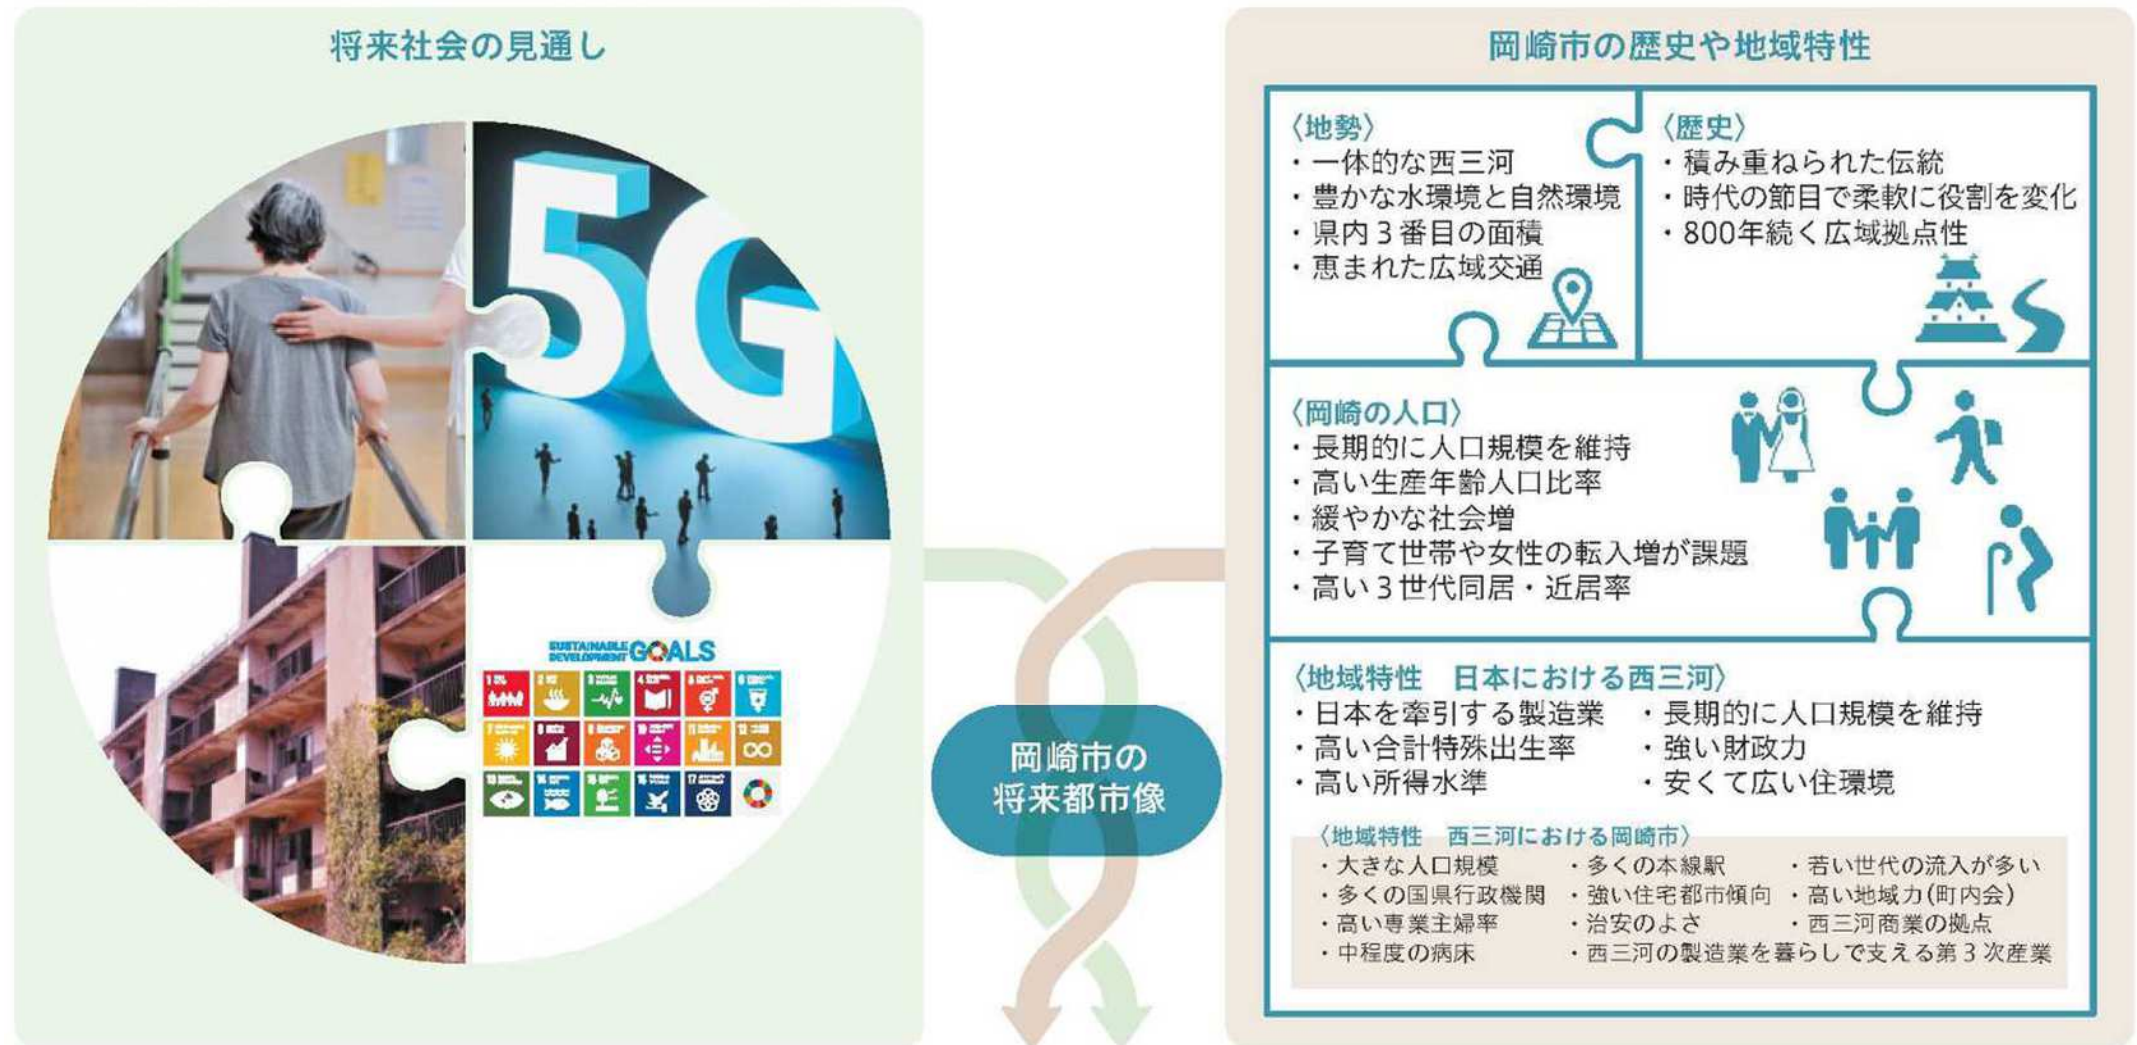 将来社会の見通し
5G
SUSTAINABLE
DEVELOPMENT GOALS
1
2
3
4
5
6
7
8
9
10
11
12
13
14
15
16
17
岡崎市の
将来都市像
岡崎市の歴史や地域特性
〈地勢〉
・一体的な西三河
・豊かな水環境と自然環境
・県内3番目の面積
・恵まれた広域交通
〈歴史〉
・積み重ねられた伝統
・時代の節目で柔軟に役割を変化
・800年続く広域拠点性
〈岡崎の人口〉
・長期的に人口規模を維持
・高い生産年齢人口比率
・緩やかな社会増
・子育て世帯や女性の転入増が課題
・高い3世代同居・近居率
〈地域特性　日本における西三河〉
・日本を牽引する製造業　・長期的に人口規模を維持
・高い合計特殊出生率　・強い財政力
・高い所得水準　・安くて広い住環境
〈地域特性　西三河における岡崎市〉
・大きな人口規模　・多くの本線駅　・若い世代の流入が多い
・多くの国県行政機関　・強い住宅都市傾向　・高い地域力(町内会)
・高い専業主婦率　・治安のよさ　・西三河商業の拠点
・中程度の病床　・西三河の製造業を暮らしで支える第3次産業